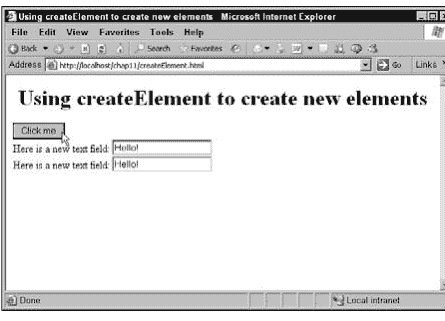 Using createElement to create new elements  Microsoft Internet Explorer
File Edit View Favorites Tools Help
Back Search Favorites
Address http://localhost/chap11/createElement.html Go Links
Using createElement to create new elements
Click me
Here is a new text field: Hello!
Here is a new text field: Hello!
Done Local intranet